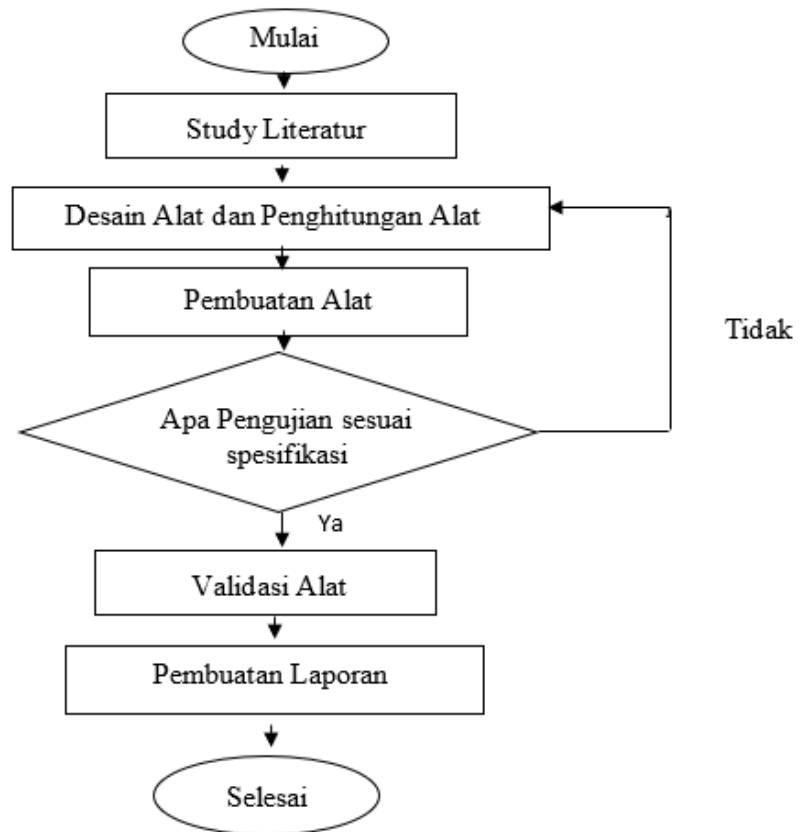 Mulai
Study Literatur
Desain Alat dan Penghitungan Alat
Pembuatan Alat
Tidak
Apa Pengujian sesuai
spesifikasi
Ya
Validasi Alat
Pembuatan Laporan
Selesai